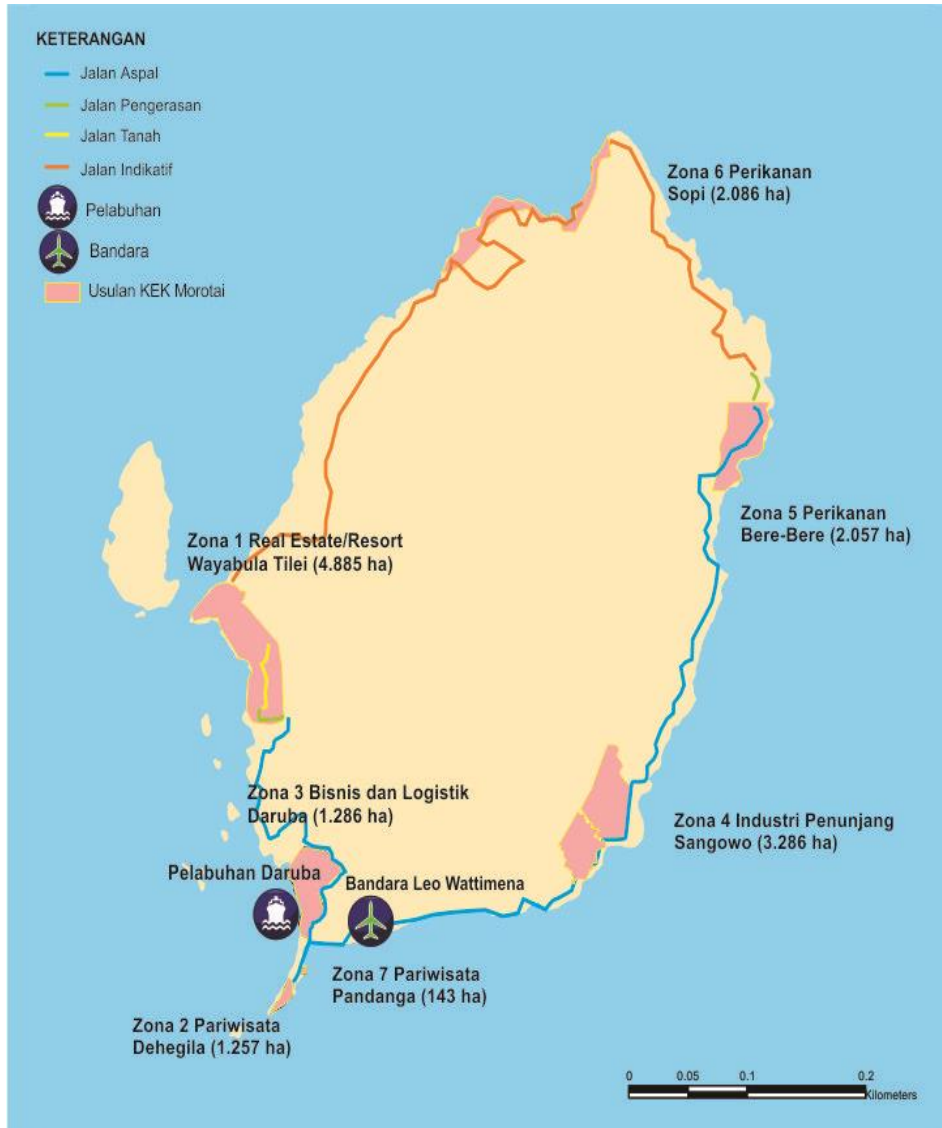 KETERANGAN
Jalan Aspal
Jalan Pengerasan
Jalan Tanah
Jalan Indikatif
Pelabuhan
Bandara
Usulan KEK Morotai
Zona 6 Perikanan
Sopi (2.086 ha)
Zona 5 Perikanan
Bere-Bere (2.057 ha)
Zona 1 Real Estate/Resort
Wayabula Tilei (4.885 ha)
Zona 3 Bisnis dan Logistik
Daruba (1.286 ha)
Zona 4 Industri Penunjang
Sangowo (3.286 ha)
Pelabuhan Daruba
Bandara Leo Wattimena
Zona 7 Pariwisata
Pandanga (143 ha)
Zona 2 Pariwisata
Dehegila (1.257 ha)
0 0.05 0.1 0.2
Kilometers